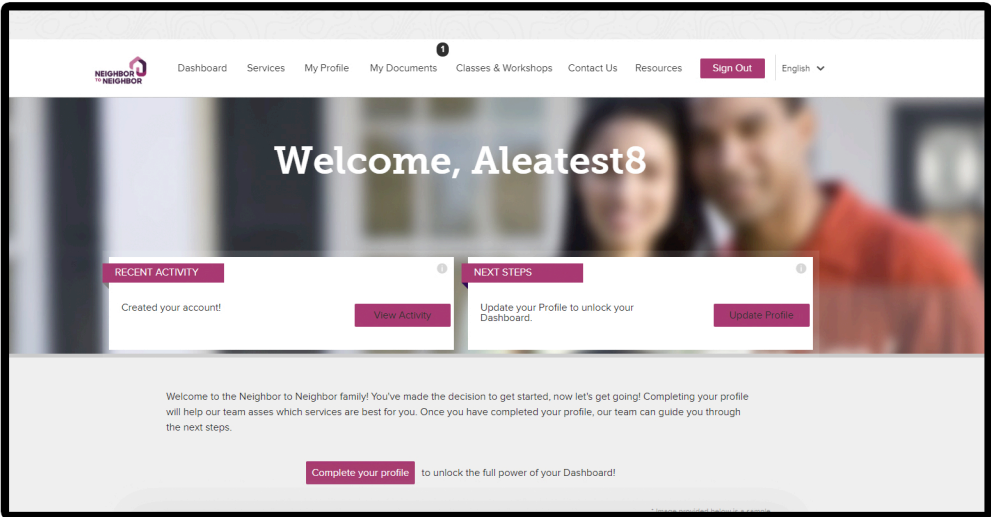 1
NEIGHBOR
TO NEIGHBOR
Dashboard Services My Profile My Documents Classes & Workshops Contact Us Resources Sign Out English
Welcome, Aleatest8
RECENT ACTIVITY
Created your account!
View Activity
NEXT STEPS
Update your Profile to unlock your
Dashboard.
Update Profile
Welcome to the Neighbor to Neighbor family! You've made the decision to get started, now let's get going! Completing your profile
will help our team asses which services are best for you. Once you have completed your profile, our team can guide you through
the next steps.
Complete your profile to unlock the full power of your Dashboard!
* Image provided below is a sample